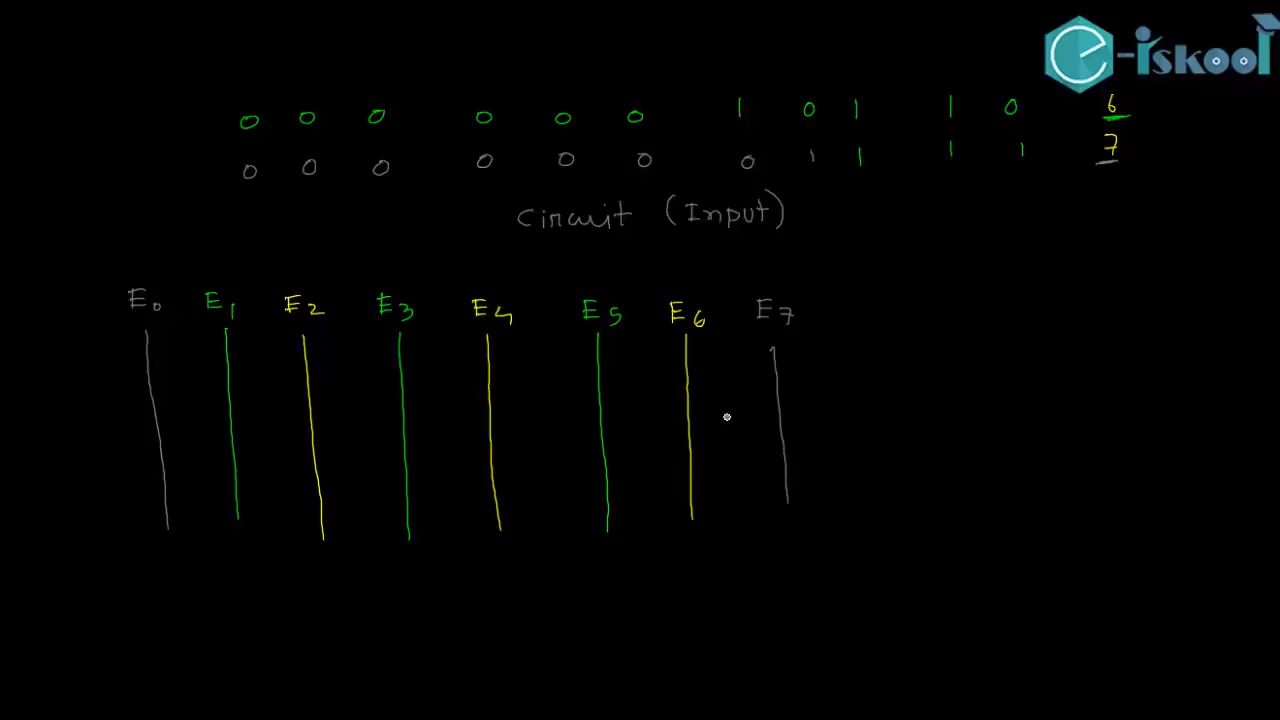 e-iskool
0 0 0 0 0 0 1 0 1 1 0 6
0 0 0 0 0 0 0 1 1 1 1 7
Circuit (Input)
E0 E1 E2 E3 E4 E5 E6 E7